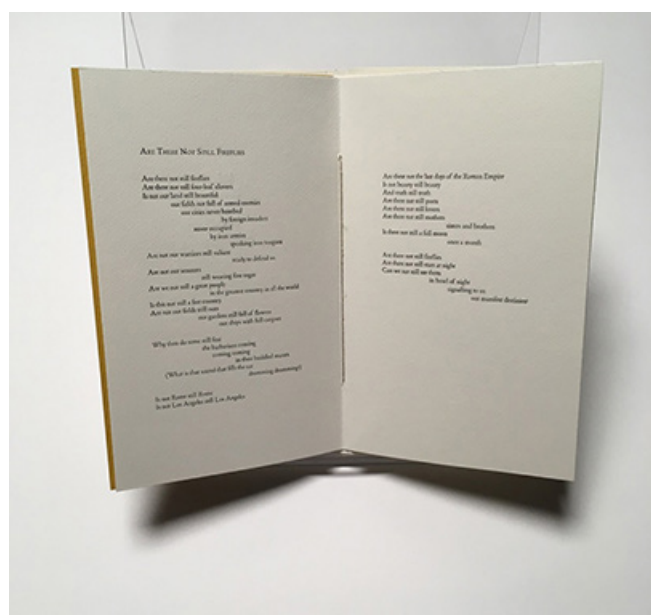 ARE THERE NOT STILL FIREFLIES
Are there not still fireflies
Are there not still four-leaf clovers
Is not our land still beautiful
our fields not full of armed enemies
our cities never bombed
by foreign invaders
never occupied
by iron armies
speaking iron tongues
Are not our warriors still valiant
ready to defend us
Are not our senators
still wearing fine togas
Are we not still a great people
in the greatest country in all the world
Is this not still a free country
Are not our fields still ours
our gardens still full of flowers
our ships with full cargoes
Why then do some still fear
the barbarians coming
coming coming
in their huddled masses
(What is that sound that fills the ear
drumming drumming?)
Is not Rome still Rome
Is not Los Angeles still Los Angeles
Are these not the last days of the Roman Empire
Is not beauty still beauty
And truth still truth
Are there not still poets
Are there not still lovers
Are there not still mothers
sisters and brothers
Is there not still a full moon
once a month
Are there not still fireflies
Are there not still stars at night
Can we not still see them
in bowl of night
signalling to us
our manifest destinies